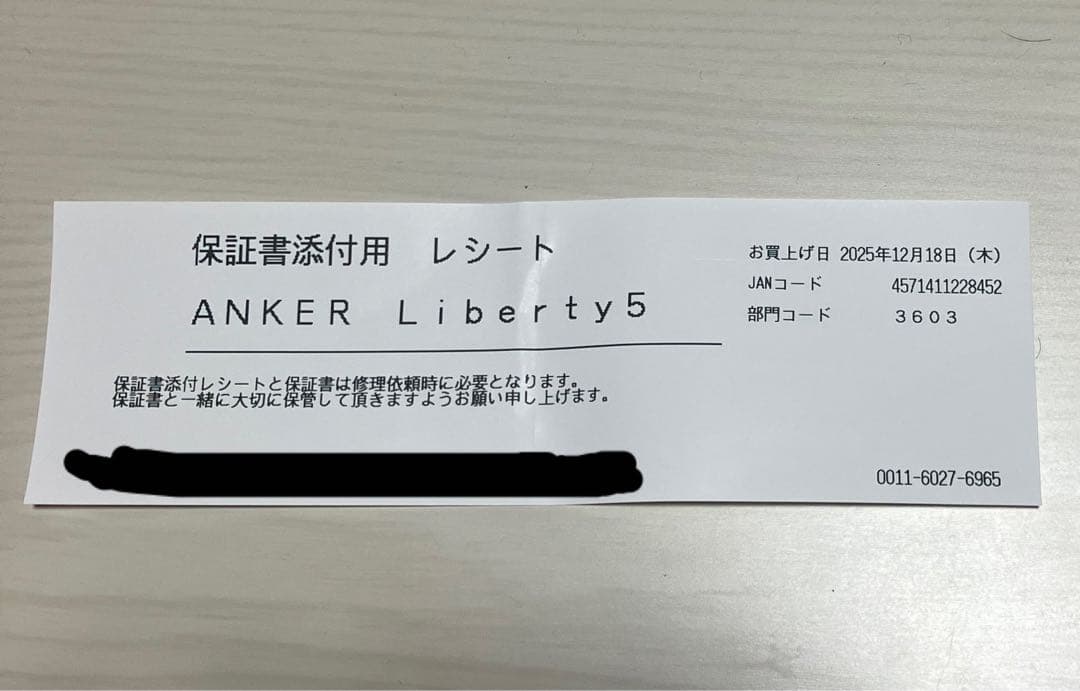 保証書添付用　レシート
ＡＮＫＥＲ　Ｌｉｂｅｒｔｙ５
お買上げ日 2025年12月18日（木）
JANコード 4571411228452
部門コード ３６０３
保証書添付レシートと保証書は修理依頼時に必要となります。
保証書と一緒に大切に保管して頂きますようお願い申し上げます。
0011-6027-6965